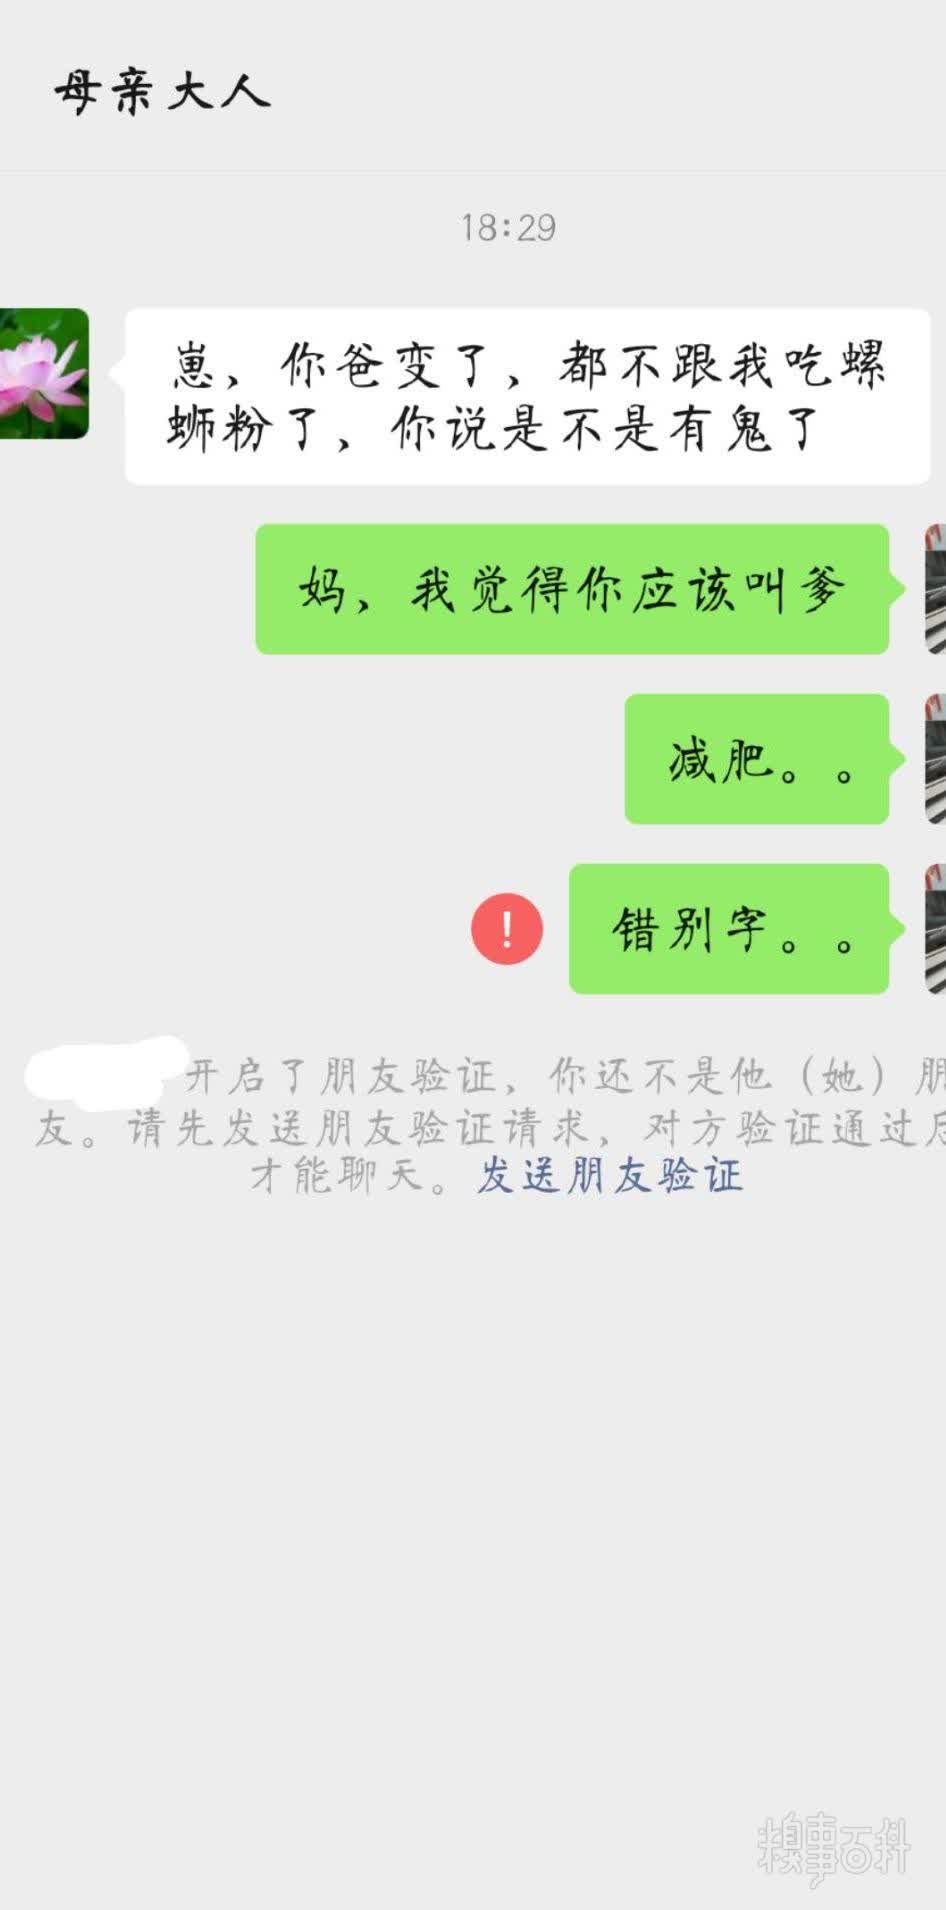 母亲大人
18:29
崽，你爸变了，都不跟我吃螺
蛳粉了，你说是不是有鬼了
妈，我觉得你应该叫爹
减肥。。
错别字。。
开启了朋友验证，你还不是他（她）朋
友。请先发送朋友验证请求，对方验证通过后
才能聊天。发送朋友验证
糗事百科